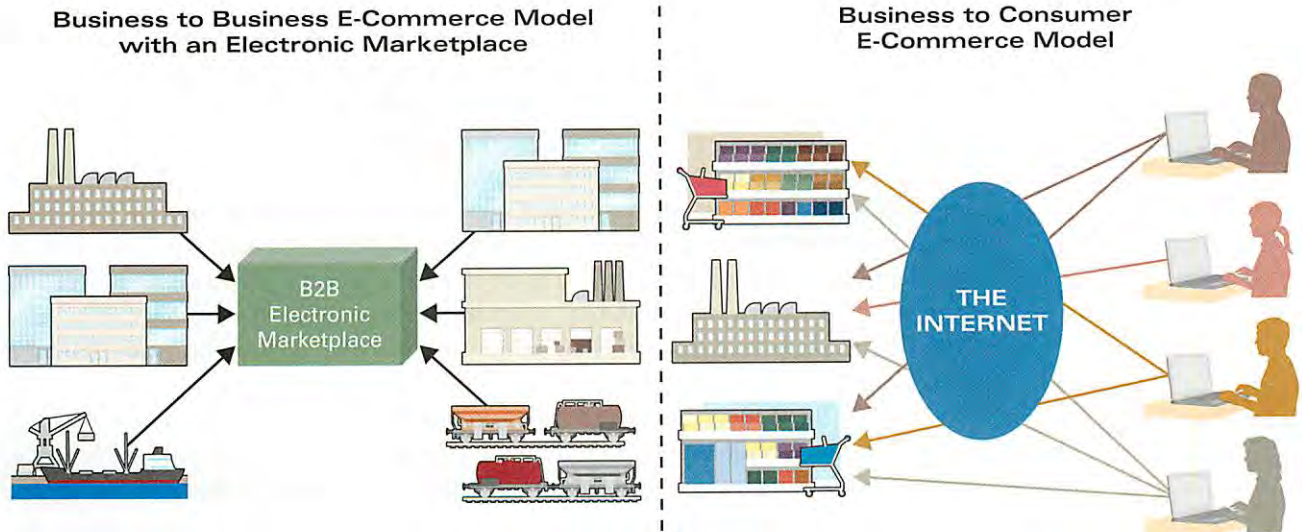 Business to Business E-Commerce Model
with an Electronic Marketplace
B2B
Electronic
Marketplace
Business to Consumer
E-Commerce Model
THE
INTERNET